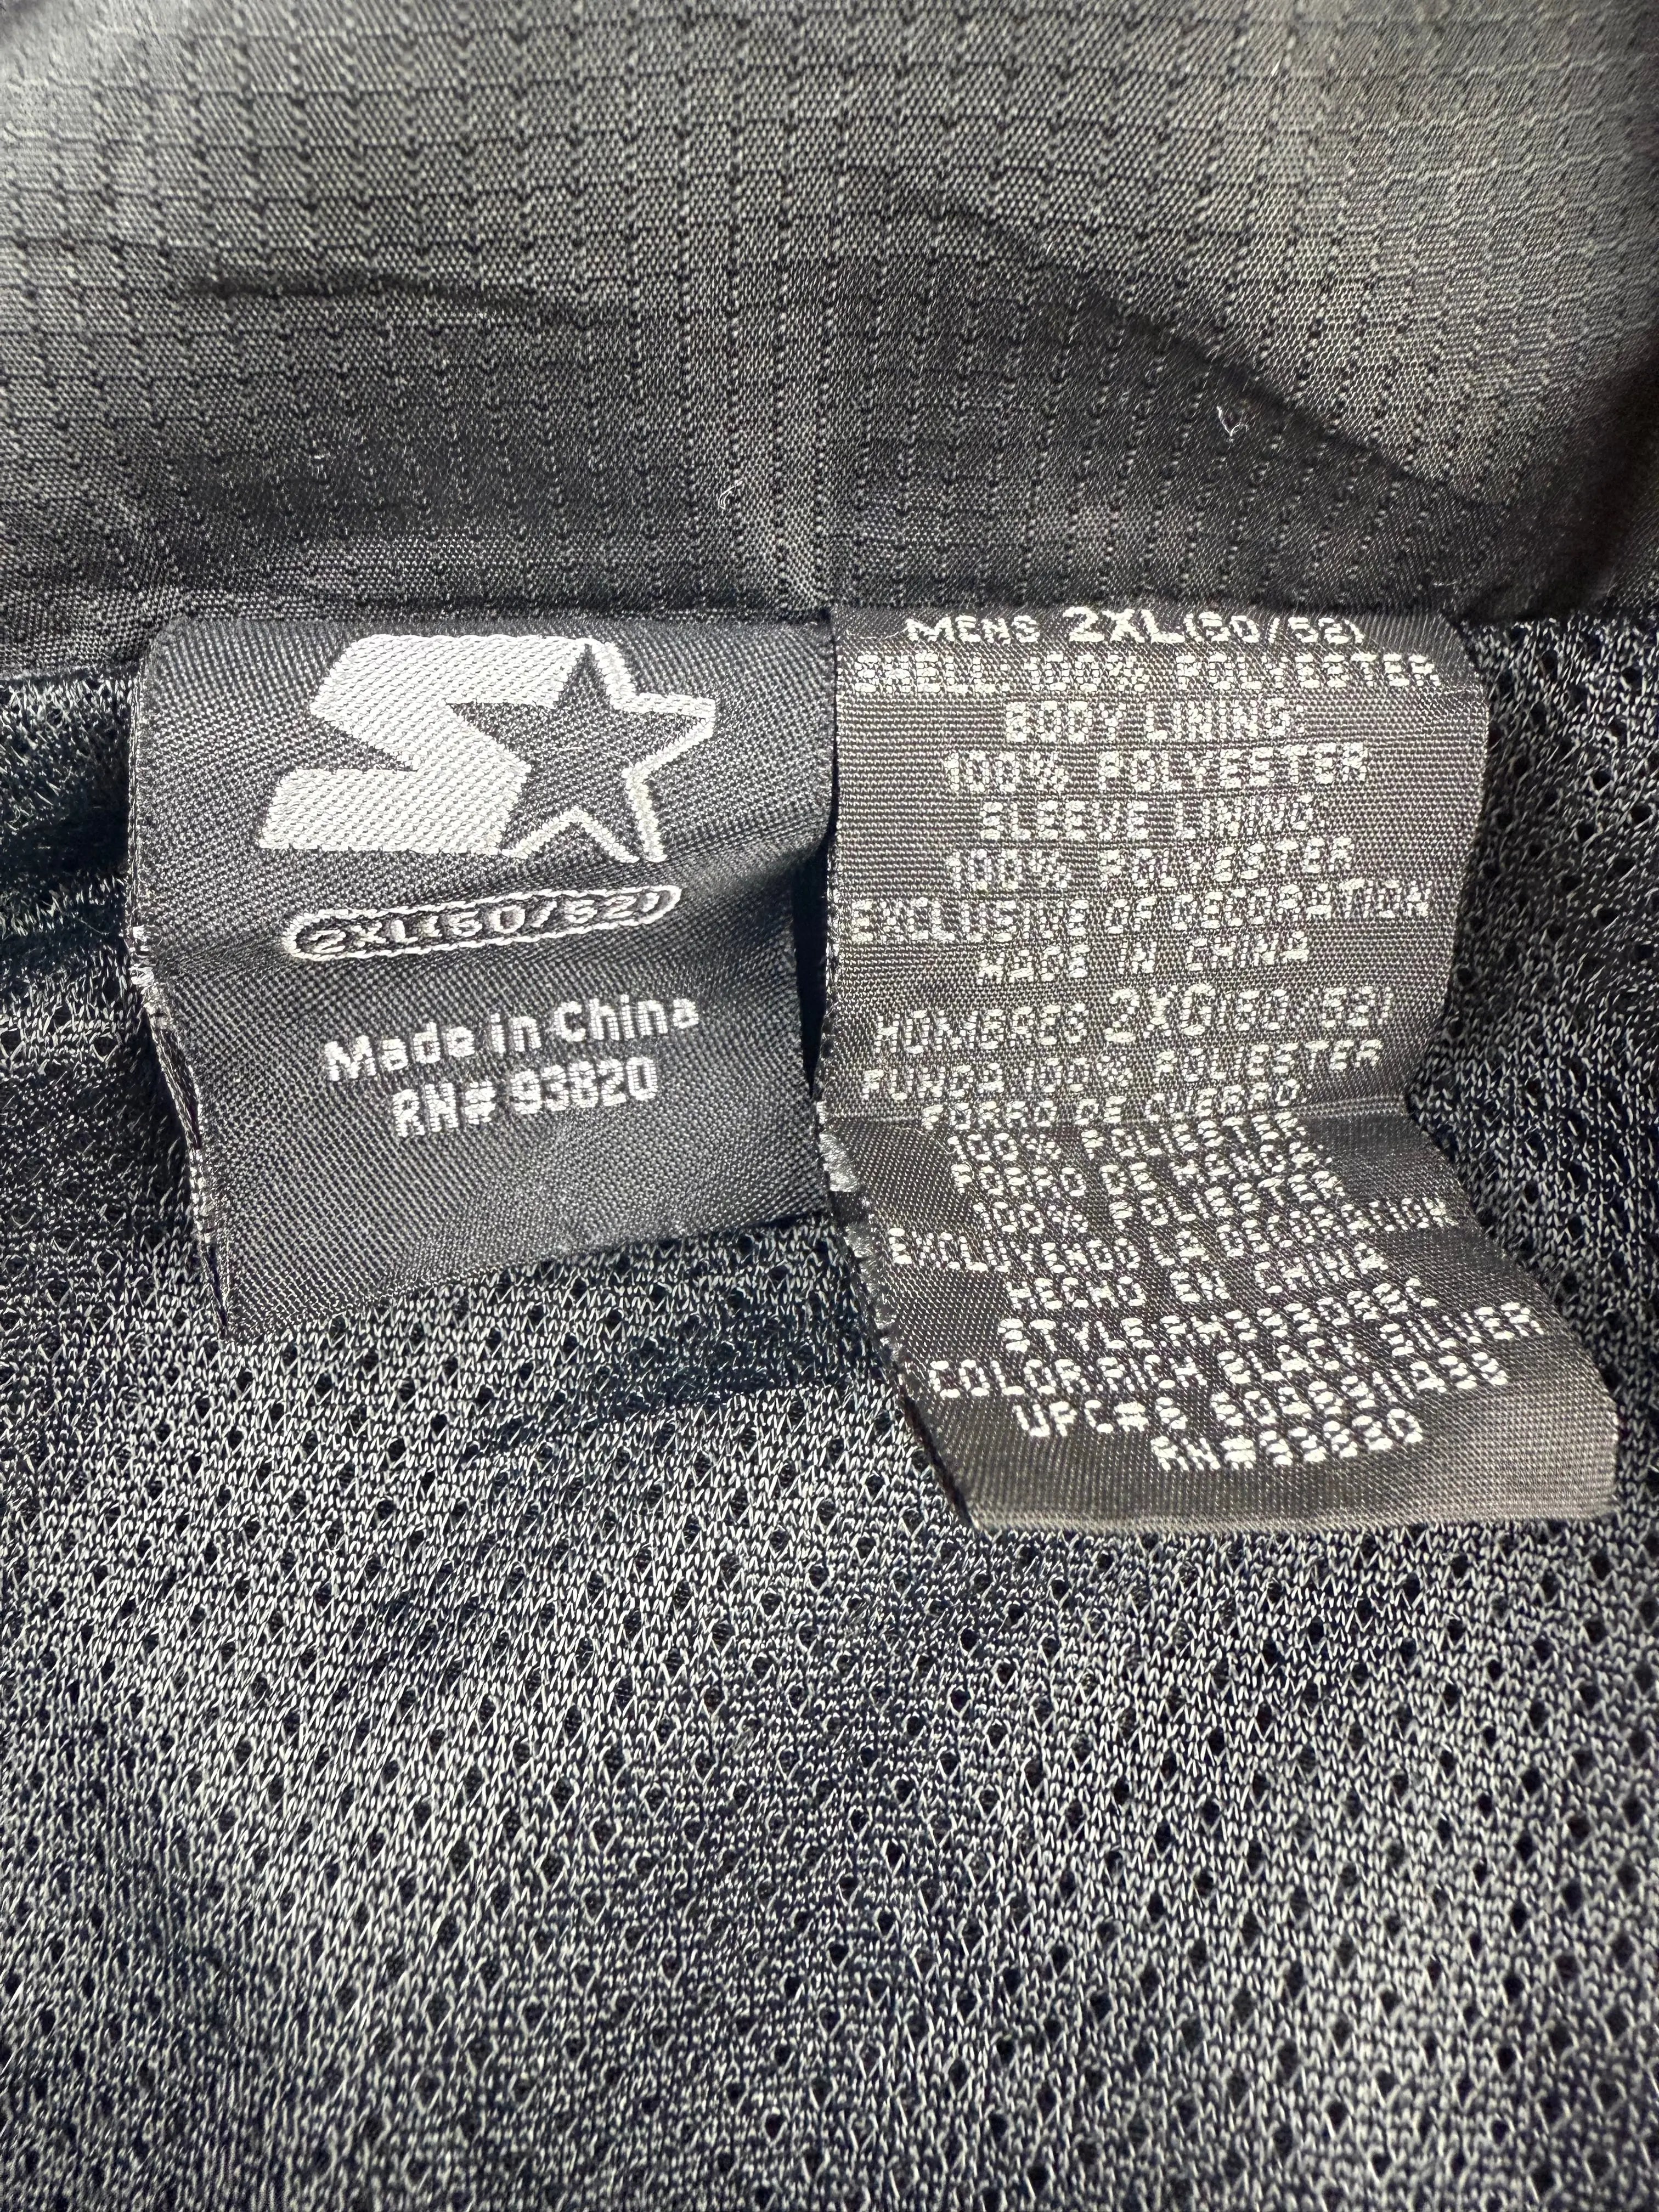 2XL(50/52)
Made in China
RN# 93820
MENS 2XL(50/52)
SHELL: 100% POLYESTER
BODY LINING:
100% POLYESTER
SLEEVE LINING:
100% POLYESTER
EXCLUSIVE OF DECORATION
MADE IN CHINA
HOMBRES 2XG(50/52)
FUNDA 100% POLIESTER
FORRO DE CUERPO
100% POLIESTER
FORRO DE MANGA
100% POLIESTER
EXCLUYENDO LA DECORATION
HECHO EN CHINA
COLOR:RICH BLACK SILVER
UPC#